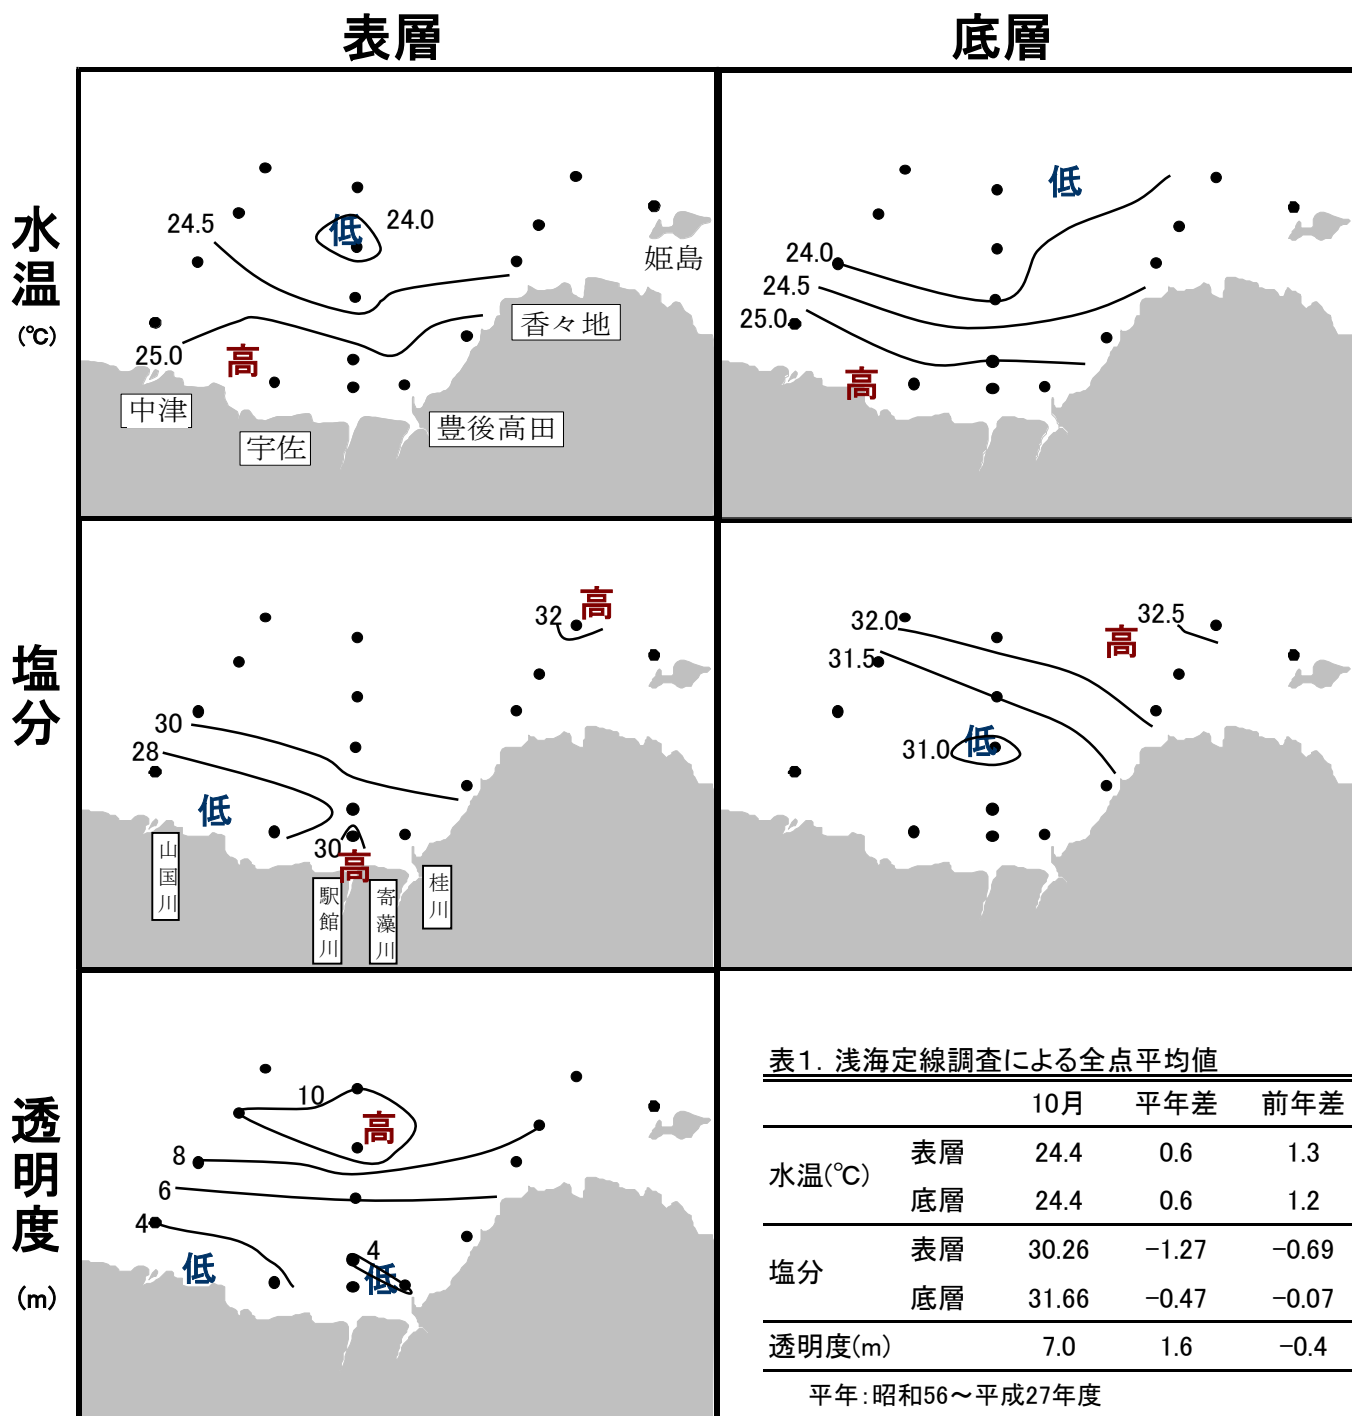 表層
底層
水温
(℃)
24.5
24.0
低
25.0
高
姫島
香々地
中津
宇佐
豊後高田
低
24.0
24.5
25.0
高
塩分
32
高
30
28
低
30
高
山国川
駅館川
寄藻川
桂川
32.0
32.5
高
31.5
31.0
低
透明度
(m)
10
高
8
6
4
低
4
低
表1. 浅海定線調査による全点平均値
10月 平年差 前年差
水温(℃) 表層 24.4 0.6 1.3
底層 24.4 0.6 1.2
塩分 表層 30.26 −1.27 −0.69
底層 31.66 −0.47 −0.07
透明度(m) 7.0 1.6 −0.4
平年:昭和56～平成27年度